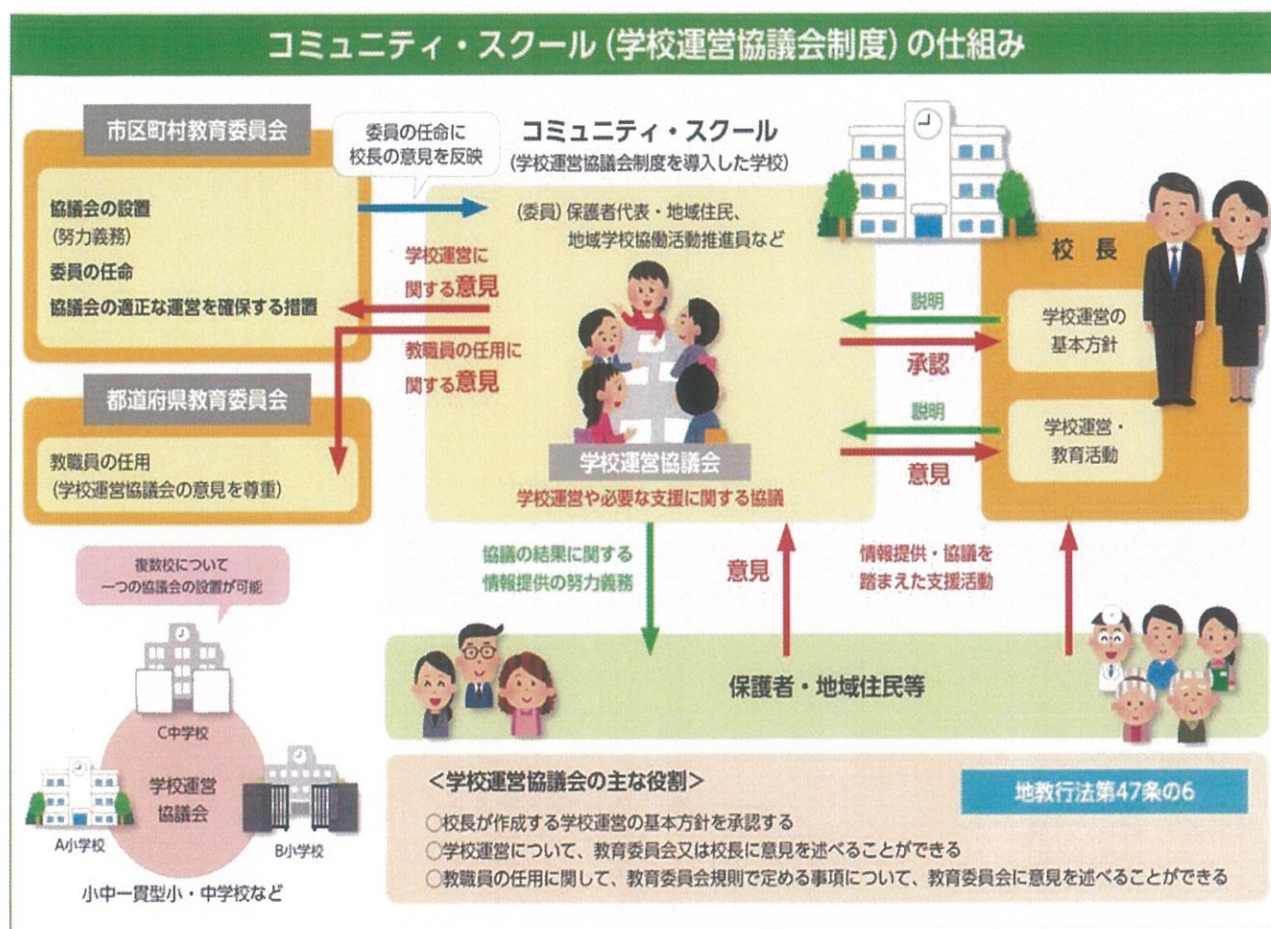 コミュニティ・スクール(学校運営協議会制度)の仕組み
市区町村教育委員会
協議会の設置
(努力義務)
委員の任命
協議会の適正な運営を確保する措置
委員の任命に
校長の意見を反映
コミュニティ・スクール
(学校運営協議会制度を導入した学校)
(委員)保護者代表・地域住民、
地域学校協働活動推進員など
学校運営に
関する意見
教職員の任用に
関する意見
都道府県教育委員会
教職員の任用
(学校運営協議会の意見を尊重)
学校運営協議会
学校運営や必要な支援に関する協議
校 長
説明
承認
学校運営の
基本方針
説明
意見
学校運営・
教育活動
協議の結果に関する
情報提供の努力義務
意見
情報提供・協議を
踏まえた支援活動
保護者・地域住民等
複数校について
一つの協議会の設置が可能
C中学校
学校運営
協議会
A小学校
B小学校
小中一貫型小・中学校など
<学校運営協議会の主な役割>
地教行法第47条の6
○校長が作成する学校運営の基本方針を承認する
○学校運営について、教育委員会又は校長に意見を述べることができる
○教職員の任用に関して、教育委員会規則で定める事項について、教育委員会に意見を述べることができる